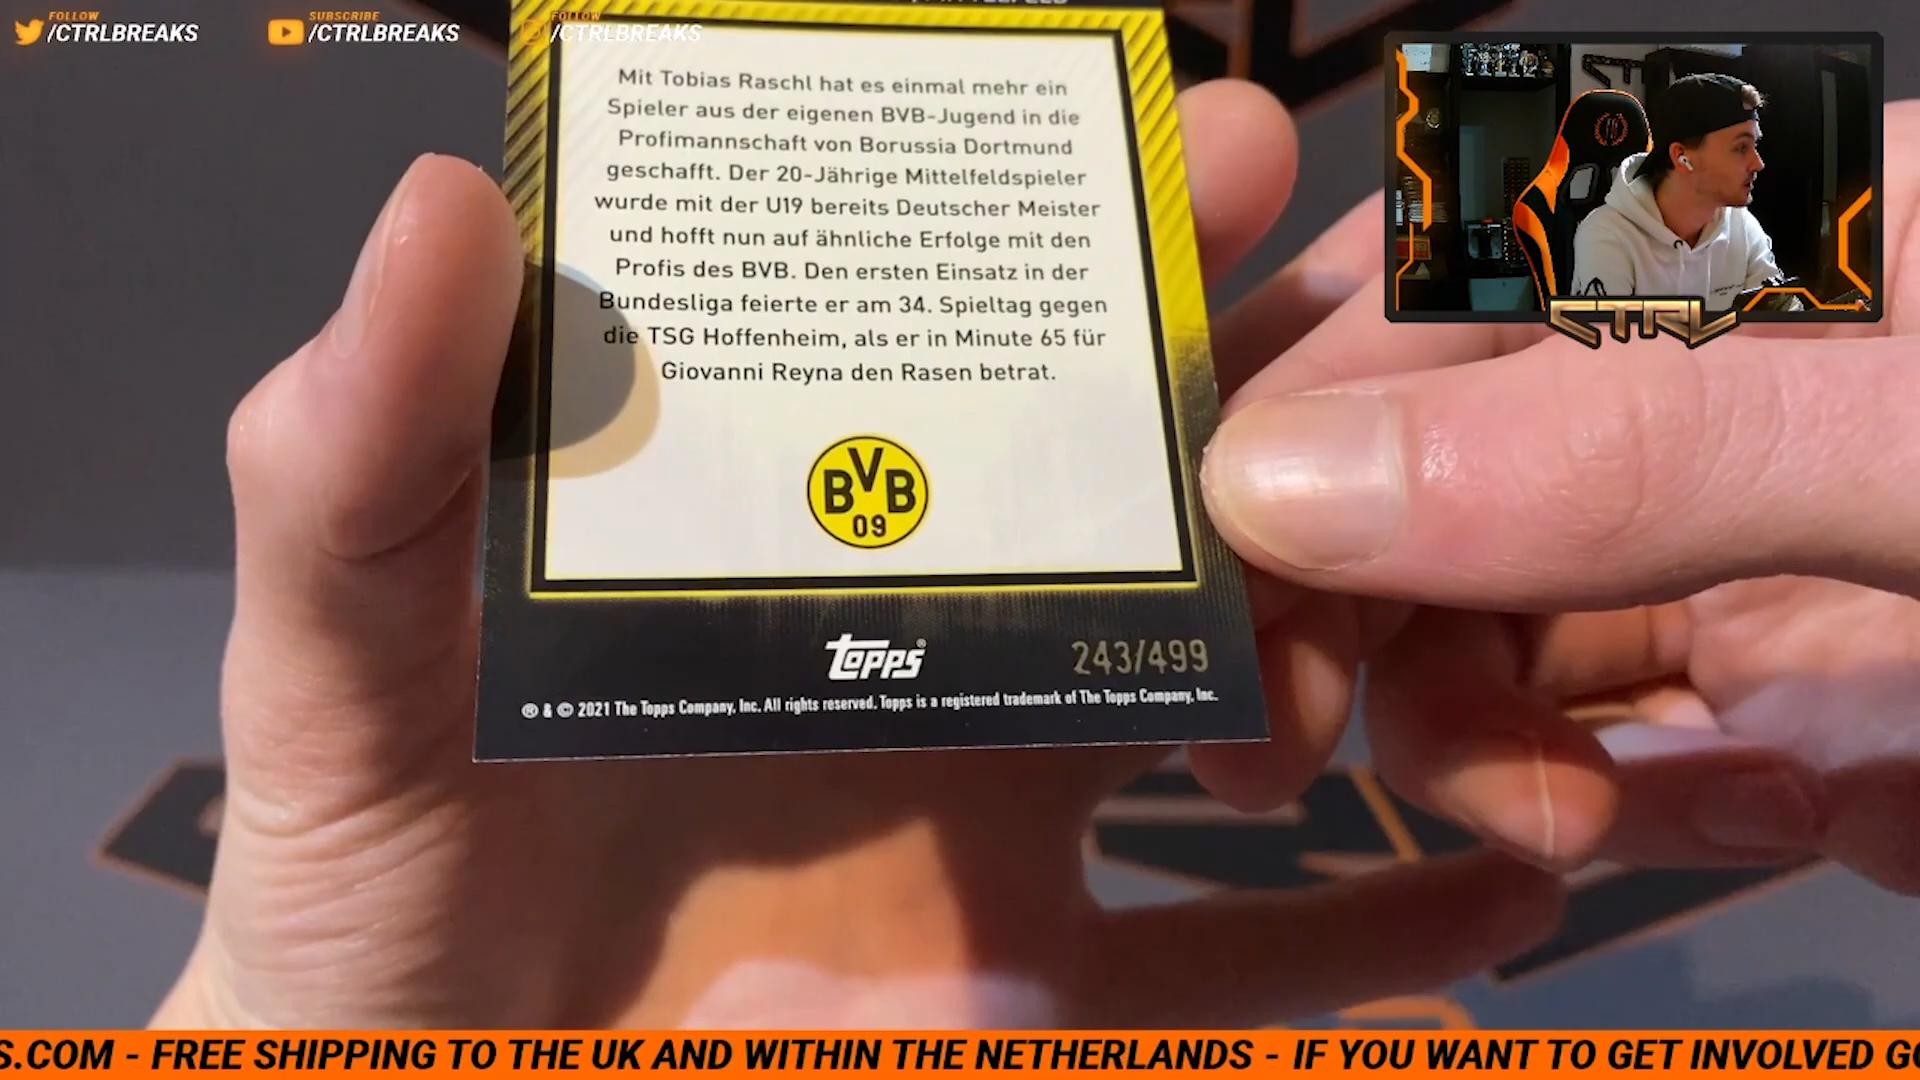 FOLLOW
/CTRLBREAKS
SUBSCRIBE
/CTRLBREAKS
FOLLOW
/CTRLBREAKS
Mit Tobias Raschl hat es einmal mehr ein
Spieler aus der eigenen BVB-Jugend in die
Profimannschaft von Borussia Dortmund
geschafft. Der 20-Jährige Mittelfeldspieler
wurde mit der U19 bereits Deutscher Meister
und hofft nun auf ähnliche Erfolge mit den
Profis des BVB. Den ersten Einsatz in der
Bundesliga feierte er am 34. Spieltag gegen
die TSG Hoffenheim, als er in Minute 65 für
Giovanni Reyna den Rasen betrat.
BVB
09
CTRL
topps®
243/499
® & © 2021 The Topps Company, Inc. All rights reserved. Topps is a registered trademark of The Topps Company, Inc.
S.COM - FREE SHIPPING TO THE UK AND WITHIN THE NETHERLANDS - IF YOU WANT TO GET INVOLVED